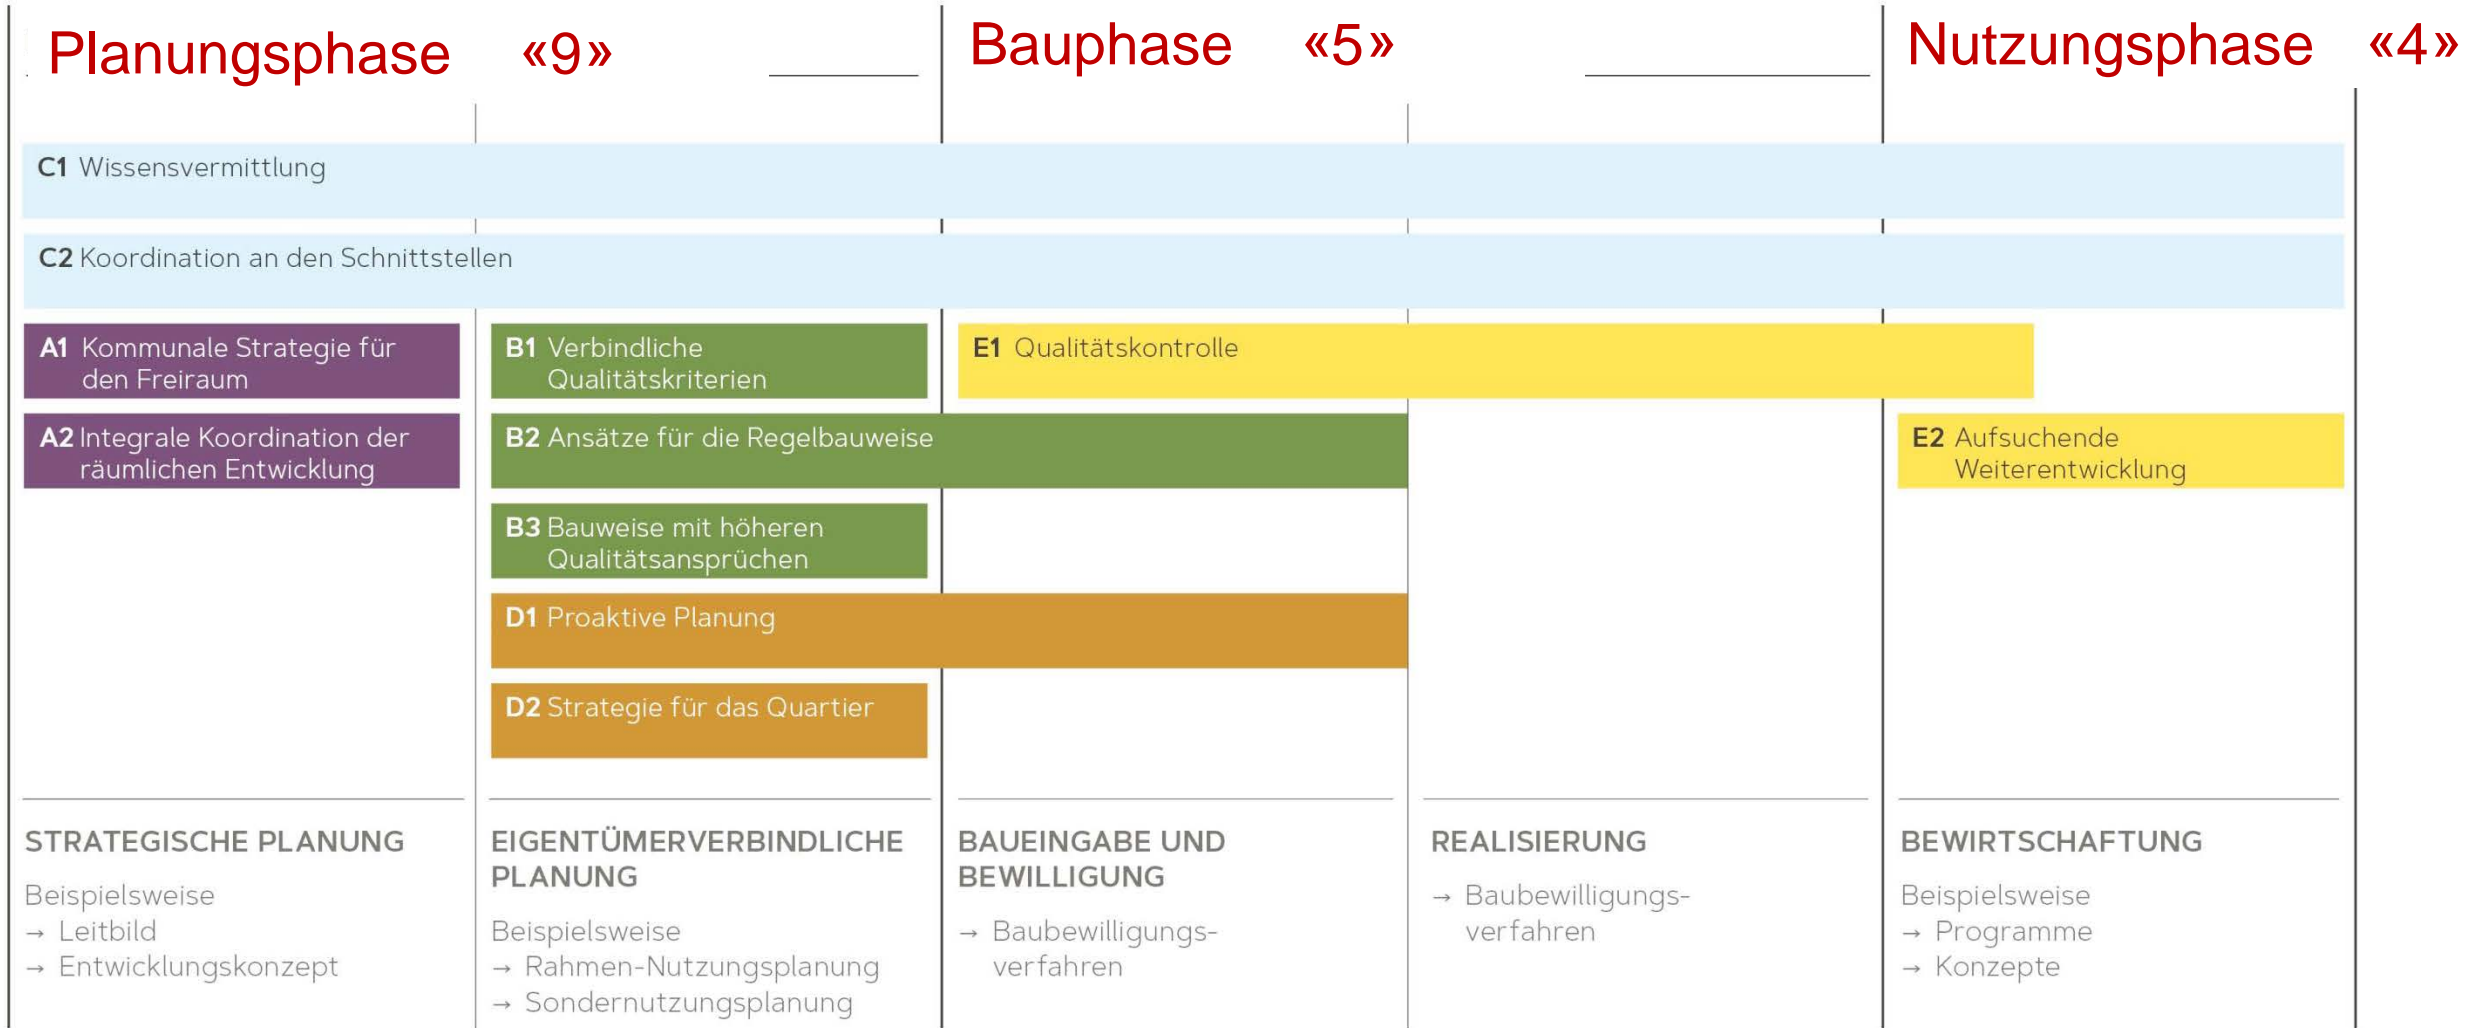 Planungsphase «9»
Bauphase «5»
Nutzungsphase «4»
C1 Wissensvermittlung
C2 Koordination an den Schnittstellen
A1 Kommunale Strategie für
den Freiraum
B1 Verbindliche
Qualitätskriterien
E1 Qualitätskontrolle
A2 Integrale Koordination der
räumlichen Entwicklung
B2 Ansätze für die Regelbauweise
E2 Aufsuchende
Weiterentwicklung
B3 Bauweise mit höheren
Qualitätsansprüchen
D1 Proaktive Planung
D2 Strategie für das Quartier
STRATEGISCHE PLANUNG
Beispielsweise
→ Leitbild
→ Entwicklungskonzept
EIGENTÜMERVERBINDLICHE
PLANUNG
Beispielsweise
→ Rahmen-Nutzungsplanung
→ Sondernutzungsplanung
BAUEINGABE UND
BEWILLIGUNG
→ Baubewilligungs-
verfahren
REALISIERUNG
→ Baubewilligungs-
verfahren
BEWIRTSCHAFTUNG
Beispielsweise
→ Programme
→ Konzepte